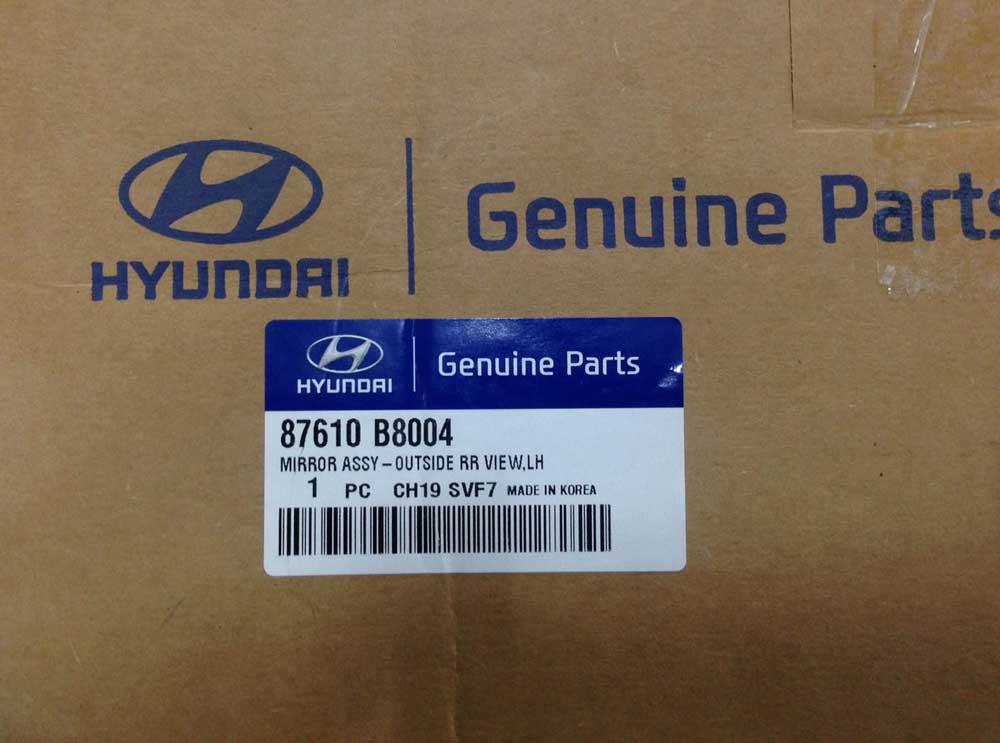 HYUNDAI
Genuine Parts
HYUNDAI
Genuine Parts
87610 B8004
MIRROR ASSY-OUTSIDE RR VIEW,LH
1 PC CH19 SVF7 MADE IN KOREA